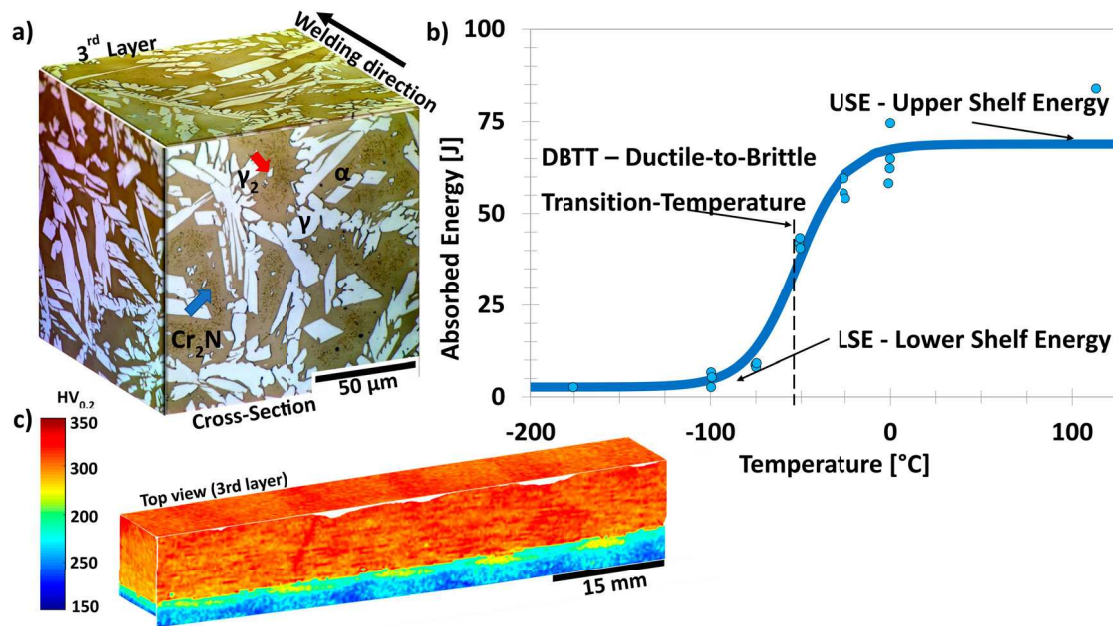 a)
3rd Layer
Welding direction
γ2
α
γ
Cr2N
50 µm
Cross-Section
b)
100
75
50
25
0
Absorbed Energy [J]
USE - Upper Shelf Energy
DBTT – Ductile-to-Brittle
Transition-Temperature
LSE - Lower Shelf Energy
-200
-100
0
100
Temperature [°C]
c)
HV0.2
350
300
200
250
150
Top view (3rd layer)
15 mm